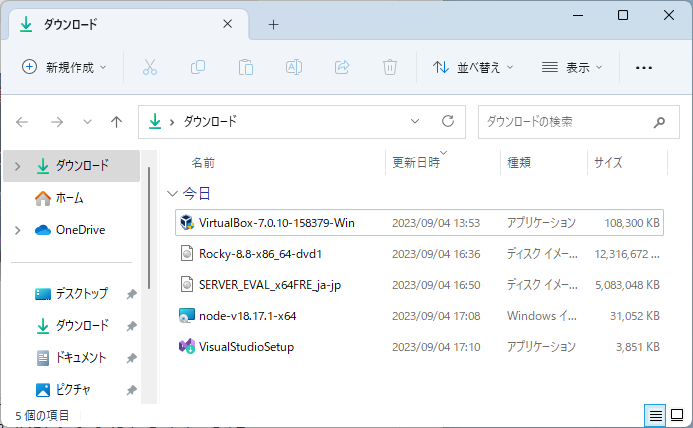 ダウンロード
新規作成
並べ替え
表示
ダウンロード
ダウンロードの検索
ダウンロード
ホーム
OneDrive
デスクトップ
ダウンロード
ドキュメント
ピクチャ
名前 更新日時 種類 サイズ
今日
VirtualBox-7.0.10-158379-Win 2023/09/04 13:53 アプリケーション 108,300 KB
Rocky-8.8-x86_64-dvd1 2023/09/04 16:36 ディスク イメー... 12,316,672 ...
SERVER_EVAL_x64FRE_ja-jp 2023/09/04 16:50 ディスク イメー... 5,083,048 KB
node-v18.17.1-x64 2023/09/04 17:08 Windows イ... 31,052 KB
VisualStudioSetup 2023/09/04 17:10 アプリケーション 3,851 KB
5 個の項目